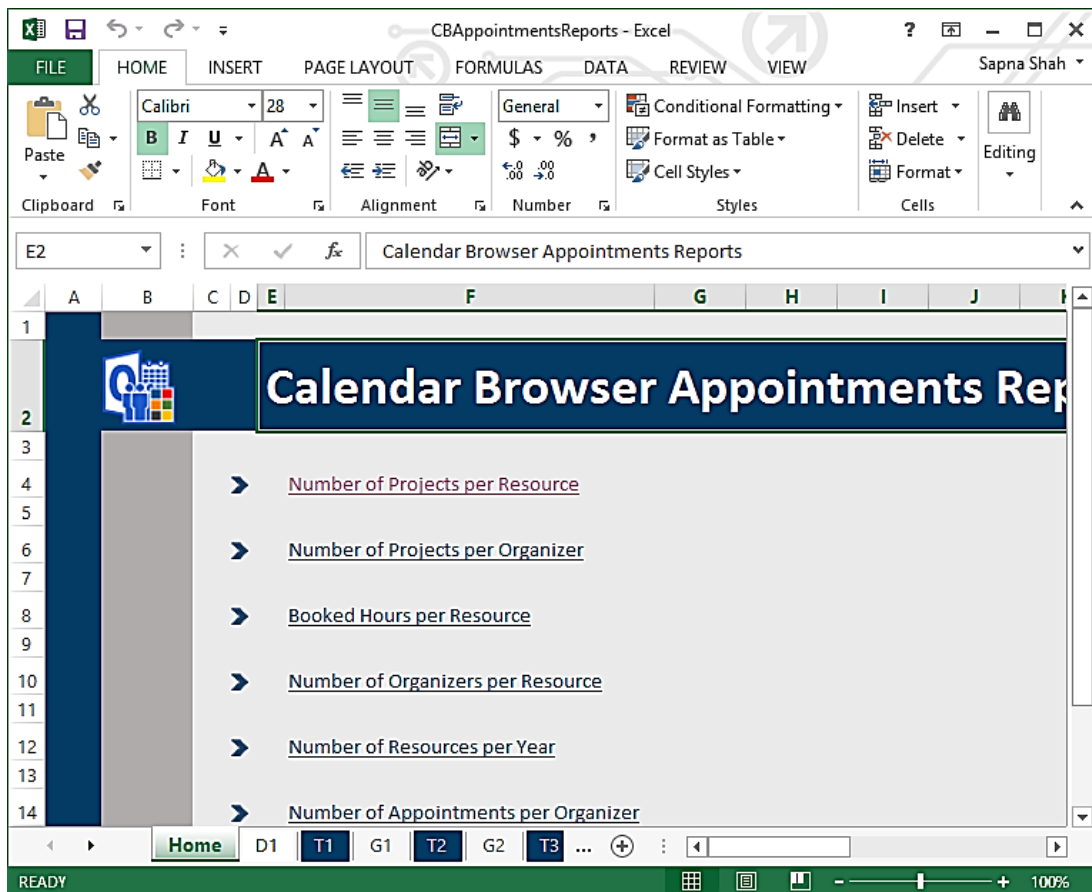 CBAppointmentsReports - Excel
?
FILE HOME INSERT PAGE LAYOUT FORMULAS DATA REVIEW VIEW Sapna Shah
Calibri 28 General Conditional Formatting Insert
B I U A A $ % , Format as Table Delete
Paste Editing
A .00 .00 Cell Styles Format
Clipboard Font Alignment Number Styles Cells
E2 fx Calendar Browser Appointments Reports
A B C D E F G H I J
1
2 Calendar Browser Appointments Rep
3
4 Number of Projects per Resource
5
6 Number of Projects per Organizer
7
8 Booked Hours per Resource
9
10 Number of Organizers per Resource
11
12 Number of Resources per Year
13
14 Number of Appointments per Organizer
Home D1 T1 G1 T2 G2 T3 ...
READY 100%